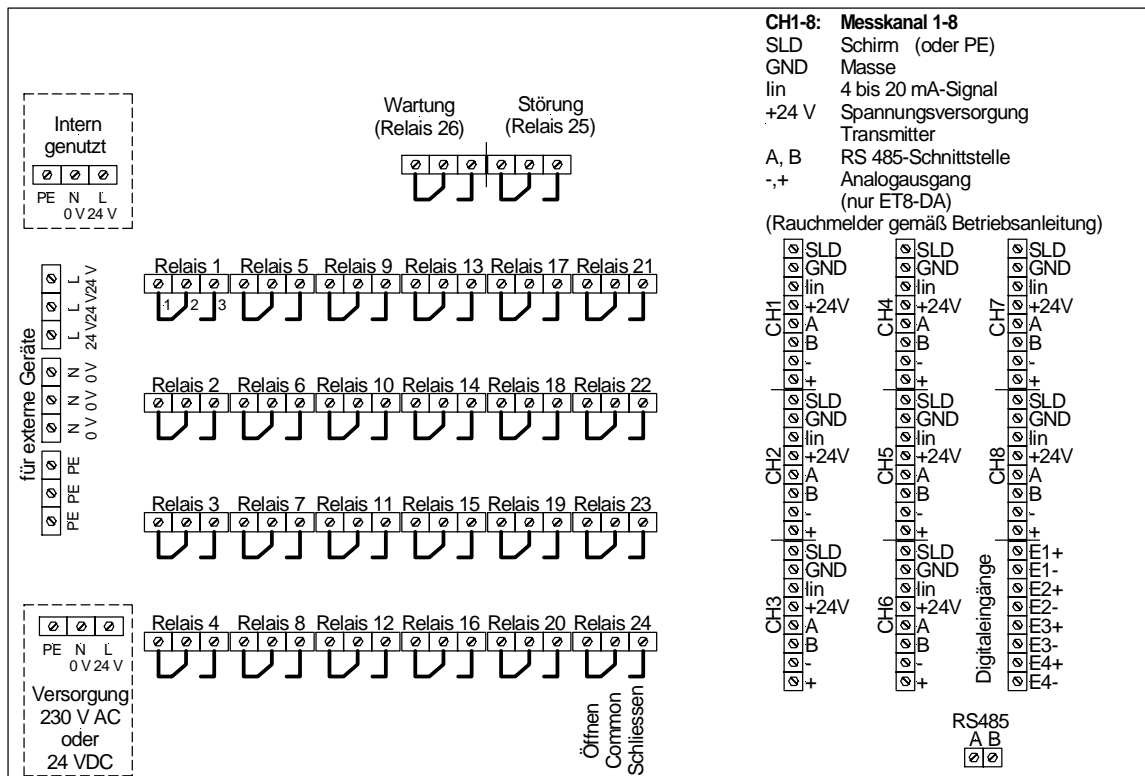 CH1-8: Messkanal 1-8
SLD Schirm (oder PE)
GND Masse
Iin 4 bis 20 mA-Signal
+24 V Spannungsversorgung
Transmitter
A, B RS 485-Schnittstelle
-,+ Analogausgang
(nur ET8-DA)
(Rauchmelder gemäß Betriebsanleitung)
Intern
genutzt
PE N L
0 V 24 V
Wartung
(Relais 26)
Störung
(Relais 25)
für externe Geräte
L 24 V
L 24 V
L 24 V
N 0 V
N 0 V
N 0 V
PE
PE
PE
Relais 1 Relais 5 Relais 9 Relais 13 Relais 17 Relais 21
1 2 3
Relais 2 Relais 6 Relais 10 Relais 14 Relais 18 Relais 22
Relais 3 Relais 7 Relais 11 Relais 15 Relais 19 Relais 23
Relais 4 Relais 8 Relais 12 Relais 16 Relais 20 Relais 24
Öffnen
Common
Schliessen
PE N L
0 V 24 V
Versorgung
230 V AC
oder
24 VDC
CH1
SLD
GND
Iin
+24V
A
B
-
+
CH2
SLD
GND
Iin
+24V
A
B
-
+
CH3
SLD
GND
Iin
+24V
A
B
-
+
CH4
SLD
GND
Iin
+24V
A
B
-
+
CH5
SLD
GND
Iin
+24V
A
B
-
+
CH6
SLD
GND
Iin
+24V
A
B
-
+
CH7
SLD
GND
Iin
+24V
A
B
-
+
CH8
SLD
GND
Iin
+24V
A
B
-
+
Digitaleingänge
E1+
E1-
E2+
E2-
E3+
E3-
E4+
E4-
RS485
A B